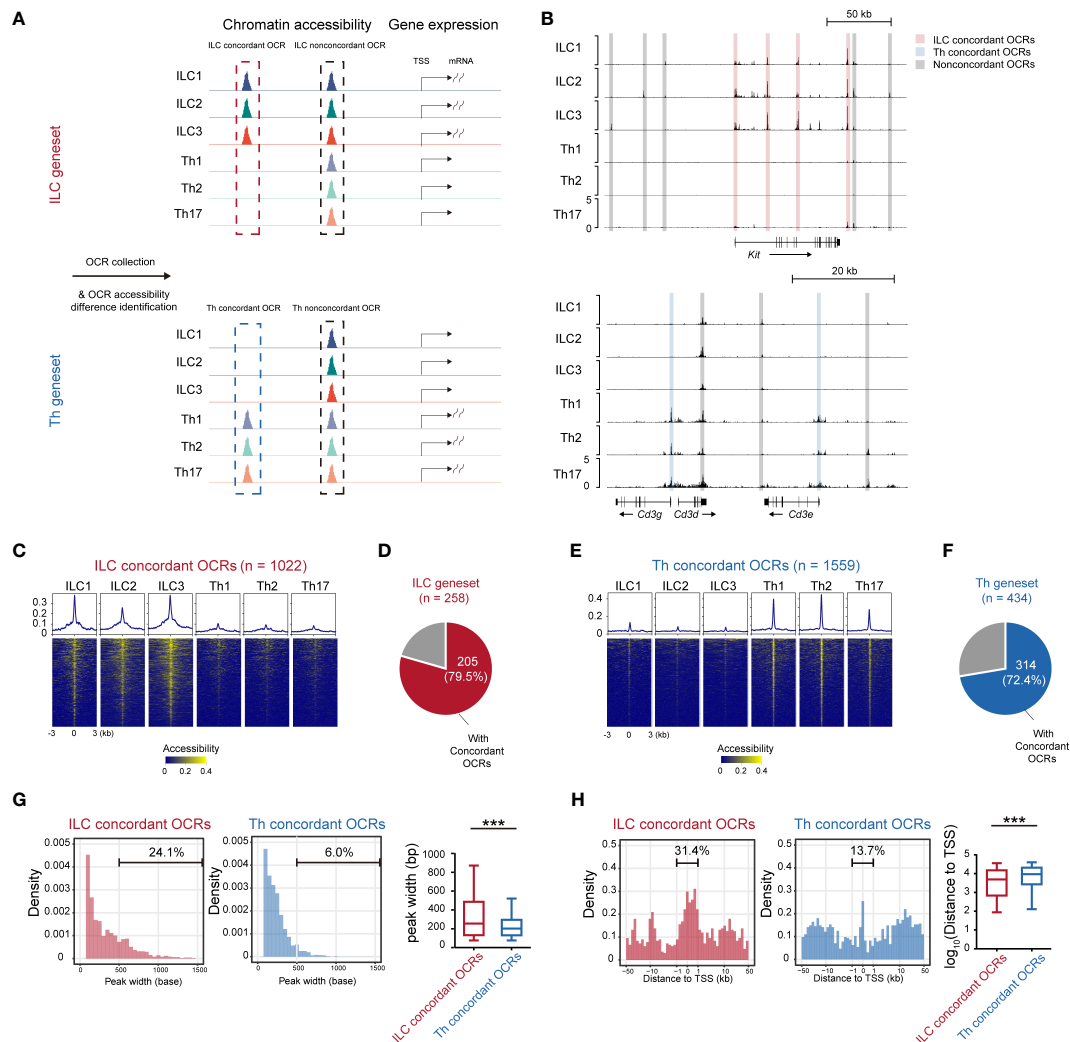 A
Chromatin accessibility
Gene expression
ILC concordant OCR
ILC nonconcordant OCR
TSS
mRNA
ILC geneset
ILC1
ILC2
ILC3
Th1
Th2
Th17
OCR collection
& OCR accessibility
difference identification
Th concordant OCR
Th nonconcordant OCR
Th geneset
ILC1
ILC2
ILC3
Th1
Th2
Th17
B
50 kb
ILC concordant OCRs
Th concordant OCRs
Nonconcordant OCRs
ILC1
ILC2
ILC3
Th1
Th2
5
Th17
0
Kit
20 kb
ILC1
ILC2
ILC3
Th1
Th2
5
Th17
0
Cd3g
Cd3d
Cd3e
C
ILC concordant OCRs (n = 1022)
ILC1 ILC2 ILC3 Th1 Th2 Th17
0.3
0.2
0.1
0
-3 0 3 (kb)
Accessibility
0 0.2 0.4
D
ILC geneset
(n = 258)
205
(79.5%)
With
Concordant
OCRs
E
Th concordant OCRs (n = 1559)
ILC1 ILC2 ILC3 Th1 Th2 Th17
0.4
0.2
0
-3 0 3 (kb)
Accessibility
0 0.2 0.4
F
Th geneset
(n = 434)
314
(72.4%)
With
Concordant
OCRs
G
ILC concordant OCRs
Density
0.005
0.004
0.003
0.002
0.001
0
24.1%
0 500 1000 1500
Peak width (base)
Th concordant OCRs
Density
0.005
0.004
0.003
0.002
0.001
0
6.0%
0 500 1000 1500
Peak width (base)
***
peak width (bp)
1000
800
600
400
200
0
ILC concordant OCRs
Th concordant OCRs
H
ILC concordant OCRs
Density
0.5
0.4
0.3
0.2
0.1
0
31.4%
−50 −10 −1 0 1 10 50
Distance to TSS (kb)
Th concordant OCRs
Density
0.5
0.4
0.3
0.2
0.1
0
13.7%
−50 −10 −1 0 1 10 50
Distance to TSS (kb)
***
log10(Distance to TSS)
5
4
3
2
1
0
ILC concordant OCRs
Th concordant OCRs